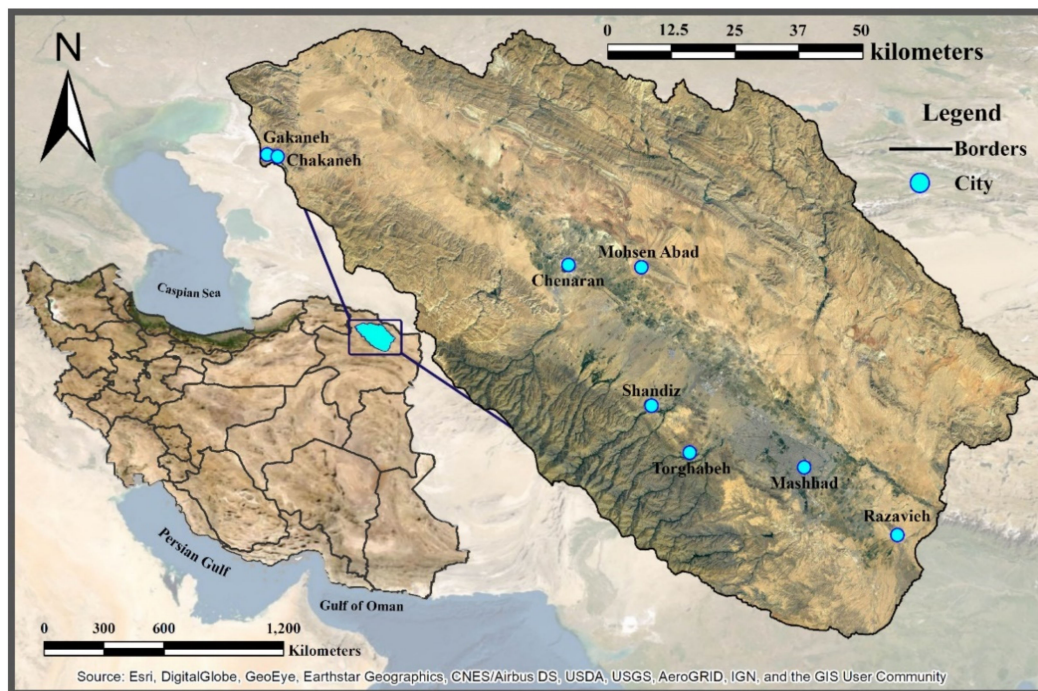 N
0 12.5 25 37 50
kilometers
Legend
Borders
City
Gakaneh
Chakaneh
Mohsen Abad
Chenaran
Caspian Sea
Shandiz
Torghabeh
Mashhad
Razavieh
Persian Gulf
Gulf of Oman
0 300 600 1,200
Kilometers
Source: Esri, DigitalGlobe, GeoEye, Earthstar Geographics, CNES/Airbus DS, USDA, USGS, AeroGRID, IGN, and the GIS User Community